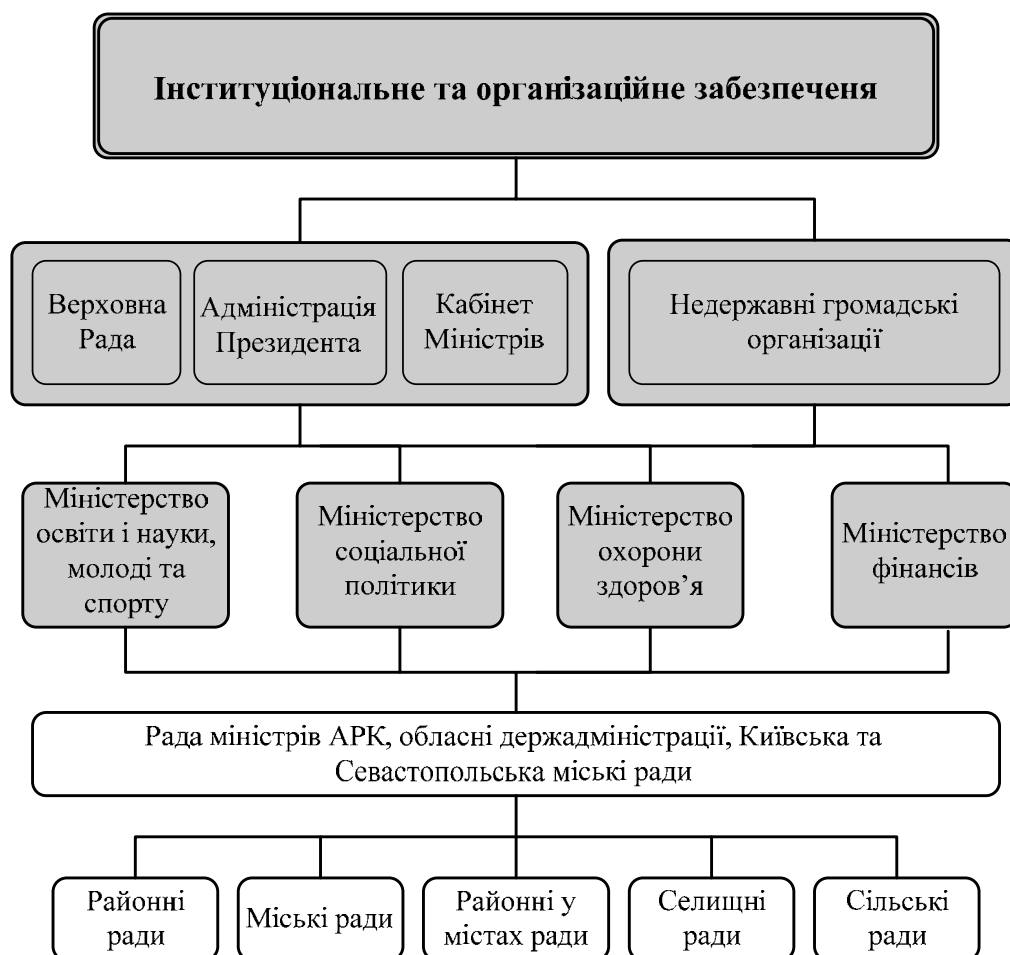 Інституціональне та організаційне забезпеченя
Верховна
Рада
Адміністрація
Президента
Кабінет
Міністрів
Недержавні громадські
організації
Міністерство
освіти і науки,
молоді та
спорту
Міністерство
соціальної
політики
Міністерство
охорони
здоров’я
Міністерство
фінансів
Рада міністрів АРК, обласні держадміністрації, Київська та
Севастопольська міські ради
Районні
ради
Міські ради
Районні у
містах ради
Селищні
ради
Сільські
ради